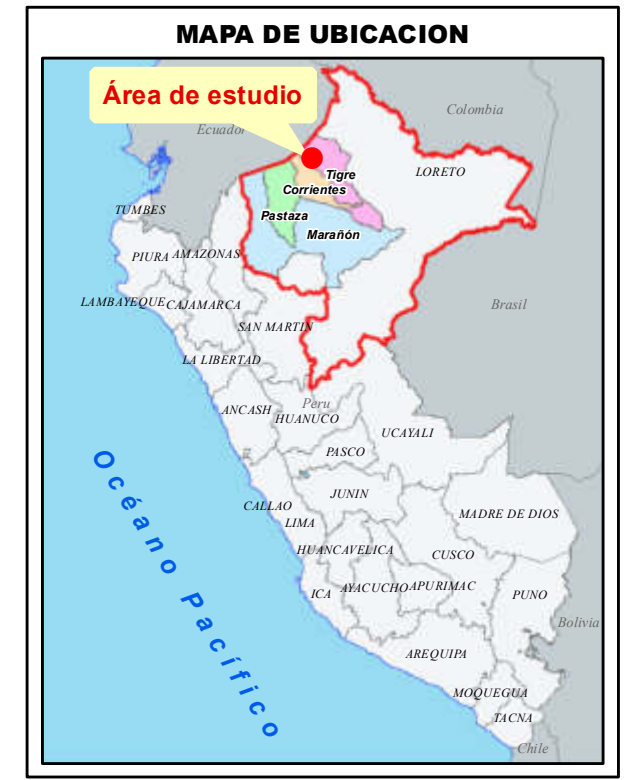 MAPA DE UBICACION
Área de estudio
Colombia
Ecuador
LORETO
Tigre
Corrientes
Pastaza
Marañón
TUMBES
PIURA
AMAZONAS
LAMBAYEQUE
CAJAMARCA
Brasil
SAN MARTIN
LA LIBERTAD
Peru
ANCASH
HUANUCO
UCAYALI
PASCO
Océano Pacífico
JUNIN
CALLAO
LIMA
MADRE DE DIOS
HUANCAVELICA
CUSCO
ICA
AYACUCHO
APURIMAC
PUNO
Bolivia
AREQUIPA
MOQUEGUA
TACNA
Chile